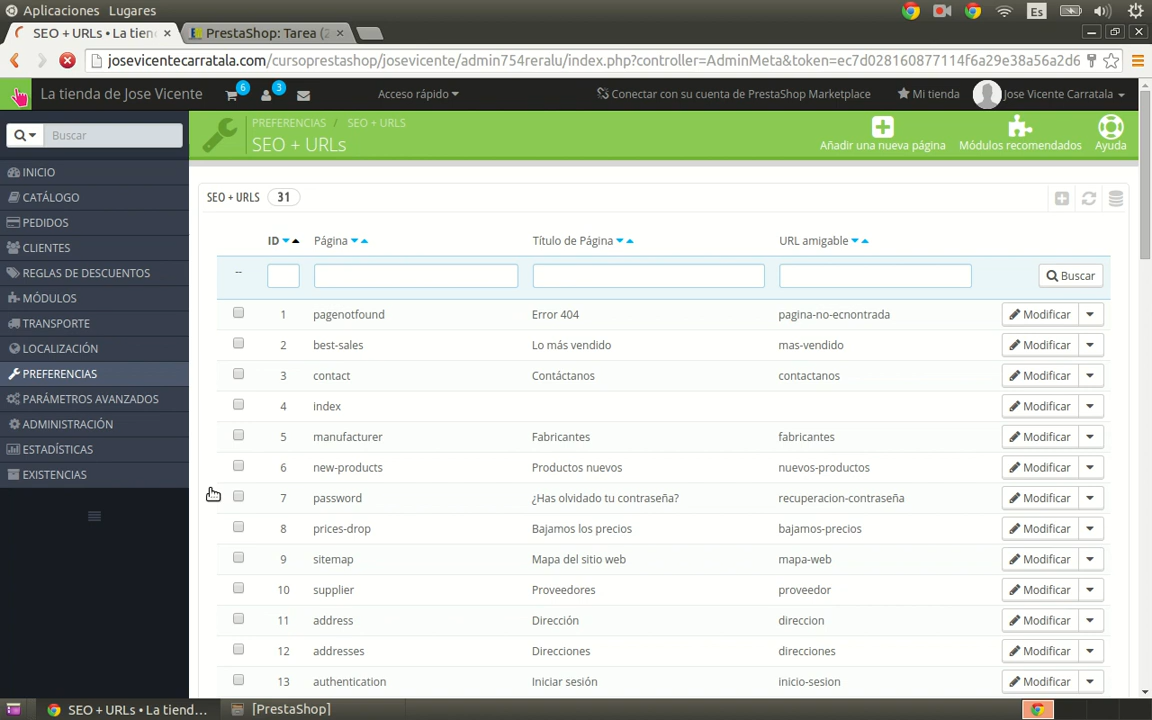 Aplicaciones Lugares Es
SEO + URLs • La tiend × PrestaShop: Tarea (2 ×
josevicentecarratala.com/cursoprestashop/josevicente/admin754reralu/index.php?controller=AdminMeta&token=ec7d028160877114f6a29e38a56a2d6
La tienda de Jose Vicente 6 3 Acceso rápido Conectar con su cuenta de PrestaShop Marketplace Mi tienda Jose Vicente Carratala
Buscar
PREFERENCIAS / SEO + URLS
SEO + URLs
Añadir una nueva página Módulos recomendados Ayuda
INICIO
CATÁLOGO
PEDIDOS
CLIENTES
REGLAS DE DESCUENTOS
MÓDULOS
TRANSPORTE
LOCALIZACIÓN
PREFERENCIAS
PARÁMETROS AVANZADOS
ADMINISTRACIÓN
ESTADÍSTICAS
EXISTENCIAS
SEO + URLS 31
ID Página Título de Página URL amigable
-- Buscar
1 pagenotfound Error 404 pagina-no-ecnontrada Modificar
2 best-sales Lo más vendido mas-vendido Modificar
3 contact Contáctanos contactanos Modificar
4 index Modificar
5 manufacturer Fabricantes fabricantes Modificar
6 new-products Productos nuevos nuevos-productos Modificar
7 password ¿Has olvidado tu contraseña? recuperacion-contraseña Modificar
8 prices-drop Bajamos los precios bajamos-precios Modificar
9 sitemap Mapa del sitio web mapa-web Modificar
10 supplier Proveedores proveedor Modificar
11 address Dirección direccion Modificar
12 addresses Direcciones direcciones Modificar
13 authentication Iniciar sesión inicio-sesion Modificar
SEO + URLs • La tiend... [PrestaShop]